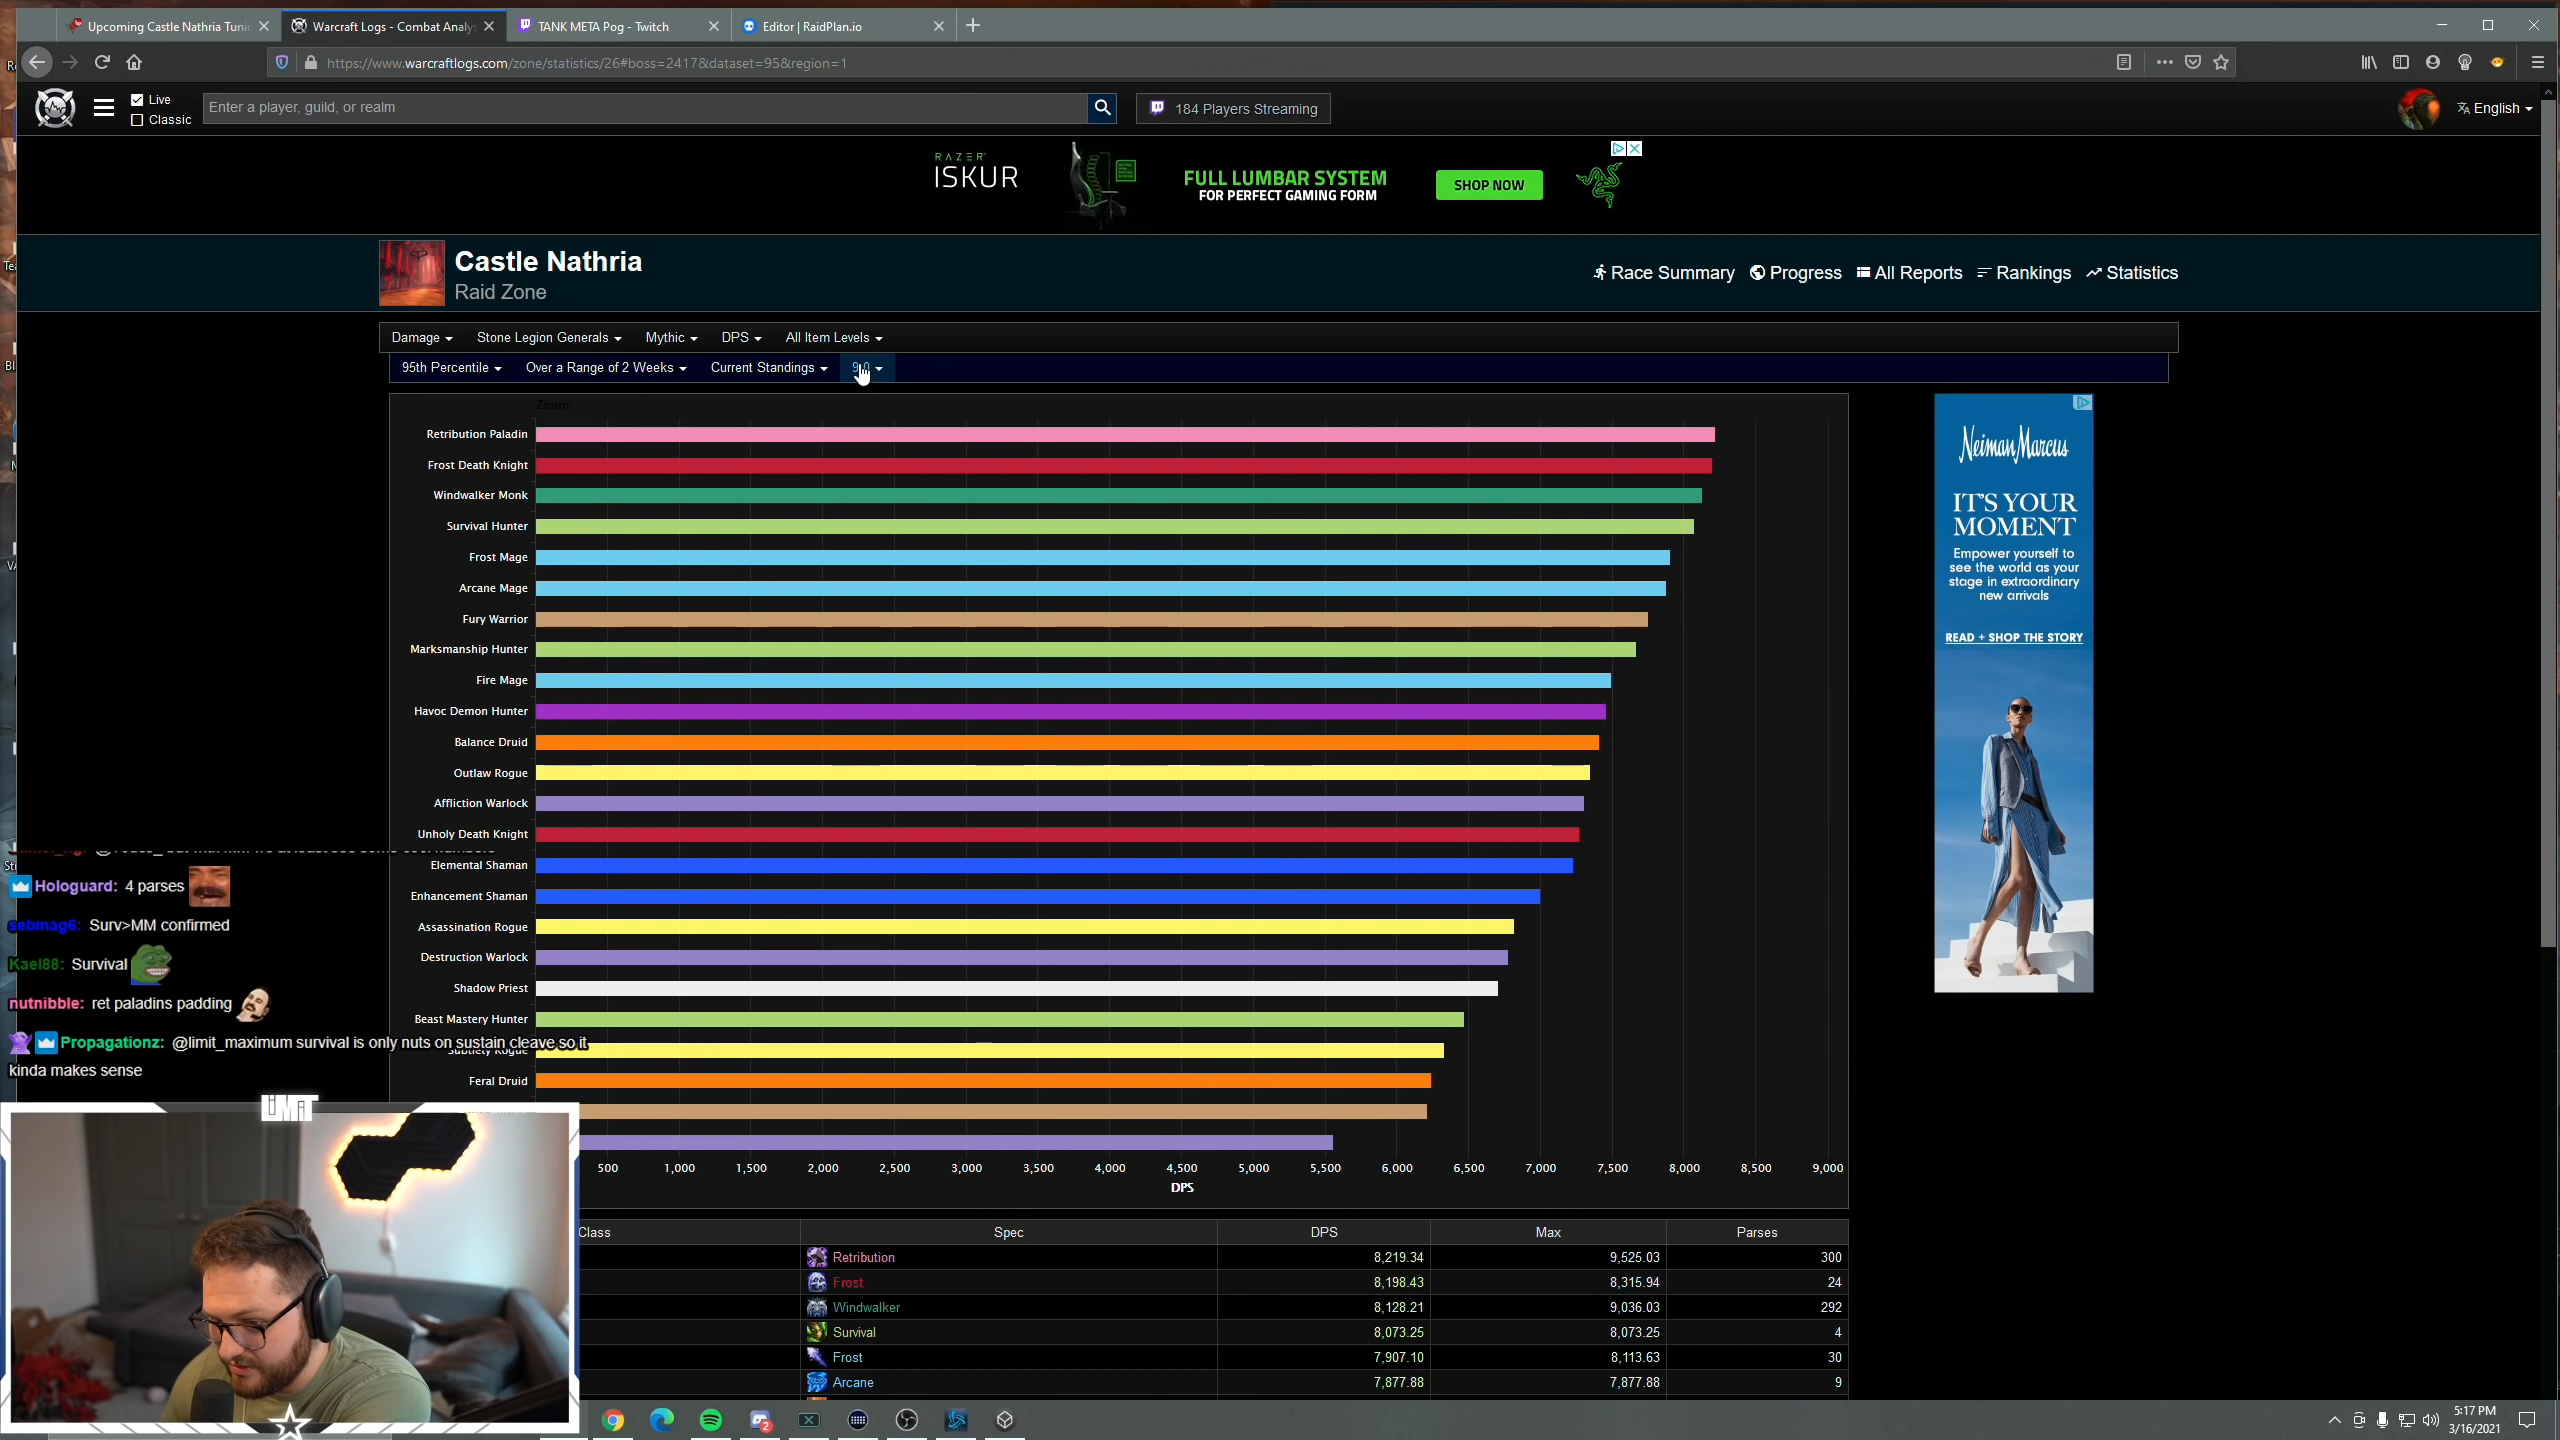 Upcoming Castle Nathria Tunin
Warcraft Logs - Combat Analys
TANK META Pog - Twitch
Editor | RaidPlan.io
https://www.warcraftlogs.com/zone/statistics/26#boss=2417&dataset=95&region=1
Live
Classic
Enter a player, guild, or realm
184 Players Streaming
English
RAZER
ISKUR
FULL LUMBAR SYSTEM
FOR PERFECT GAMING FORM
SHOP NOW
Castle Nathria
Raid Zone
Race Summary Progress All Reports Rankings Statistics
Damage Stone Legion Generals Mythic DPS All Item Levels
95th Percentile Over a Range of 2 Weeks Current Standings
Zoom
Retribution Paladin
Frost Death Knight
Windwalker Monk
Survival Hunter
Frost Mage
Arcane Mage
Fury Warrior
Marksmanship Hunter
Fire Mage
Havoc Demon Hunter
Balance Druid
Outlaw Rogue
Affliction Warlock
Unholy Death Knight
Elemental Shaman
Enhancement Shaman
Assassination Rogue
Destruction Warlock
Shadow Priest
Beast Mastery Hunter
Subtlety Rogue
Feral Druid
500 1,000 1,500 2,000 2,500 3,000 3,500 4,000 4,500 5,000 5,500 6,000 6,500 7,000 7,500 8,000 8,500 9,000
DPS
Class Spec DPS Max Parses
Retribution 8,219.34 9,525.03 300
Frost 8,198.43 8,315.94 24
Windwalker 8,128.21 9,036.03 292
Survival 8,073.25 8,073.25 4
Frost 7,907.10 8,113.63 30
Arcane 7,877.88 7,877.88 9
Neiman Marcus
IT'S YOUR
MOMENT
Empower yourself to
see the world as your
stage in extraordinary
new arrivals
READ + SHOP THE STORY
Hologuard: 4 parses
sebmag6: Surv>MM confirmed
Kael88: Survival
nutnibble: ret paladins padding
Propagationz: @limit_maximum survival is only nuts on sustain cleave so it
kinda makes sense
LIMIT
2
5:17 PM
3/16/2021